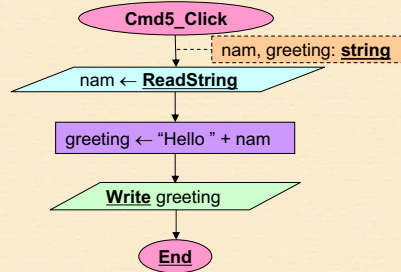 Cmd5_Click
nam, greeting: string
nam ← ReadString
greeting ← “Hello ” + nam
Write greeting
End